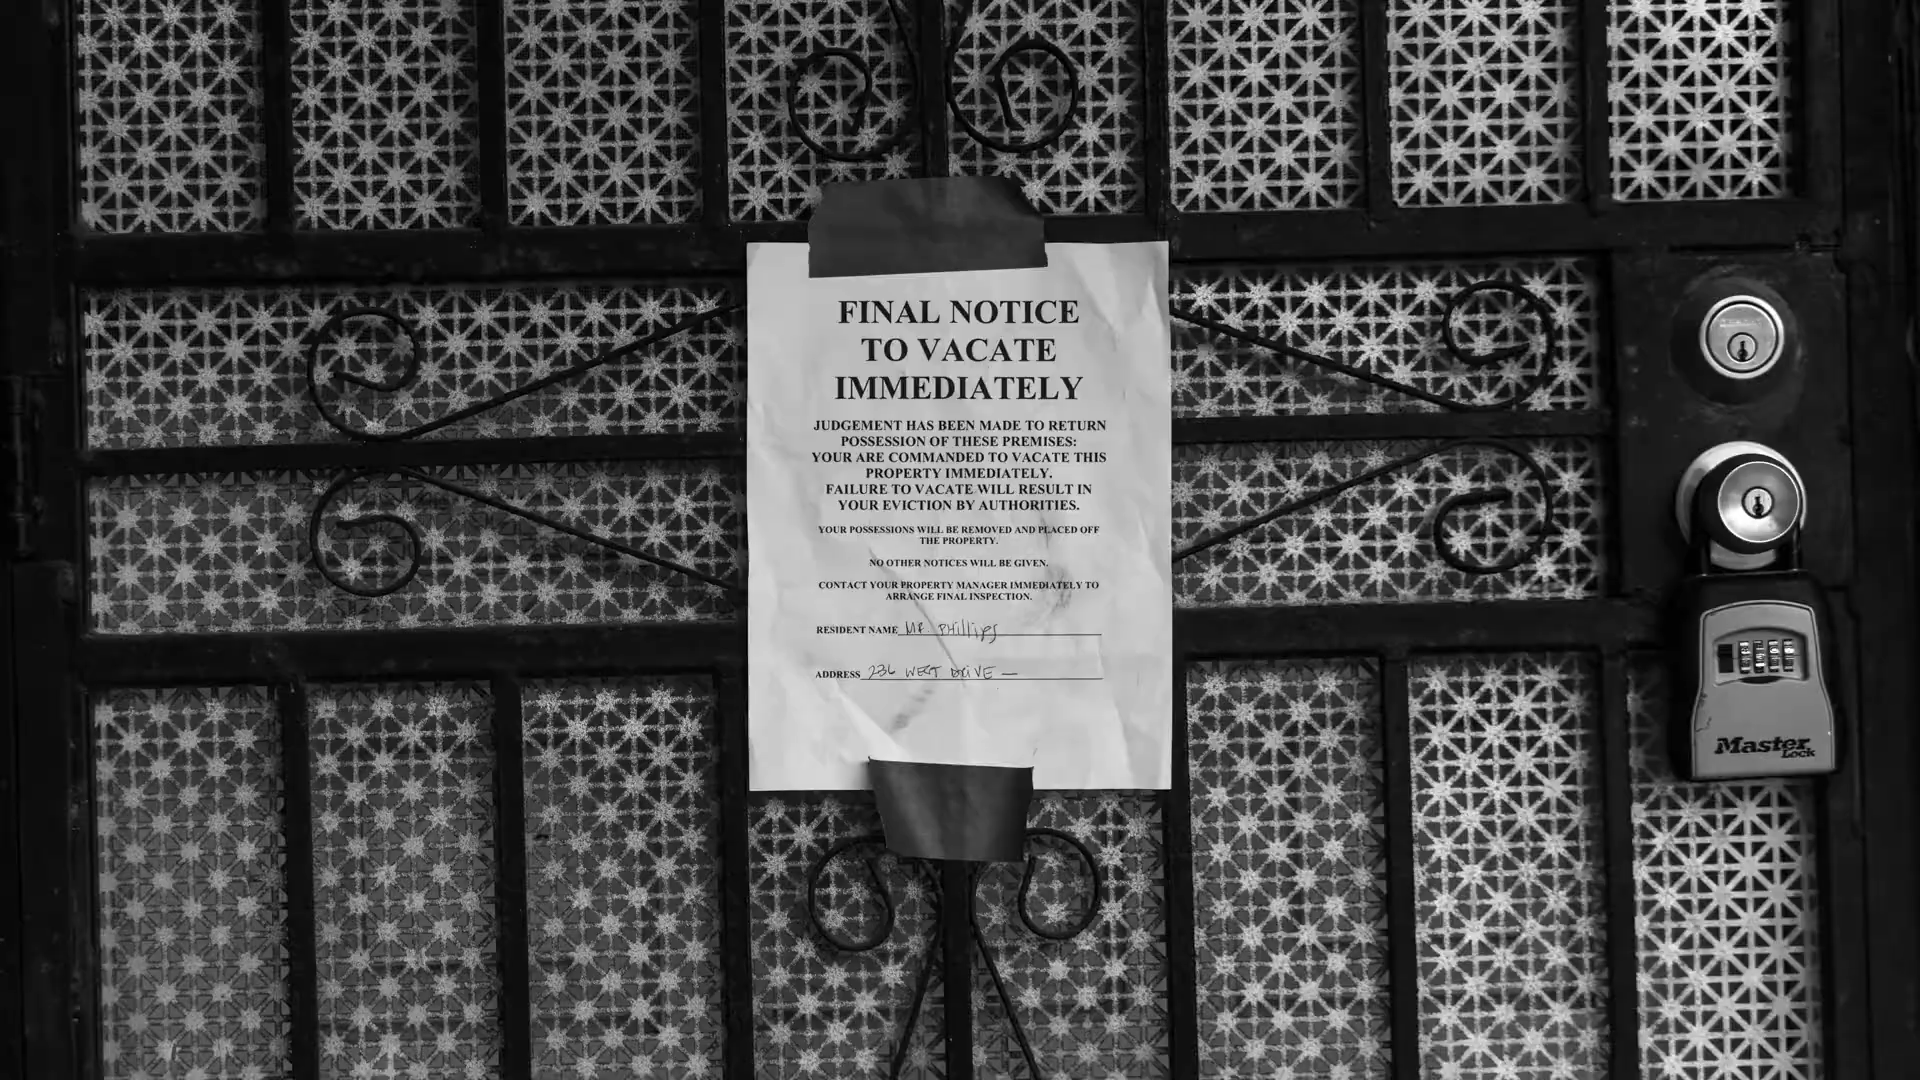 FINAL NOTICE
TO VACATE
IMMEDIATELY
JUDGEMENT HAS BEEN MADE TO RETURN
POSSESSION OF THESE PREMISES:
YOUR ARE COMMANDED TO VACATE THIS
PROPERTY IMMEDIATELY.
FAILURE TO VACATE WILL RESULT IN
YOUR EVICTION BY AUTHORITIES.
YOUR POSSESSIONS WILL BE REMOVED AND PLACED OFF
THE PROPERTY.
NO OTHER NOTICES WILL BE GIVEN.
CONTACT YOUR PROPERTY MANAGER IMMEDIATELY TO
ARRANGE FINAL INSPECTION.
RESIDENT NAME MR. PHillips
ADDRESS 236 WEST DRIVE —
Master
Lock